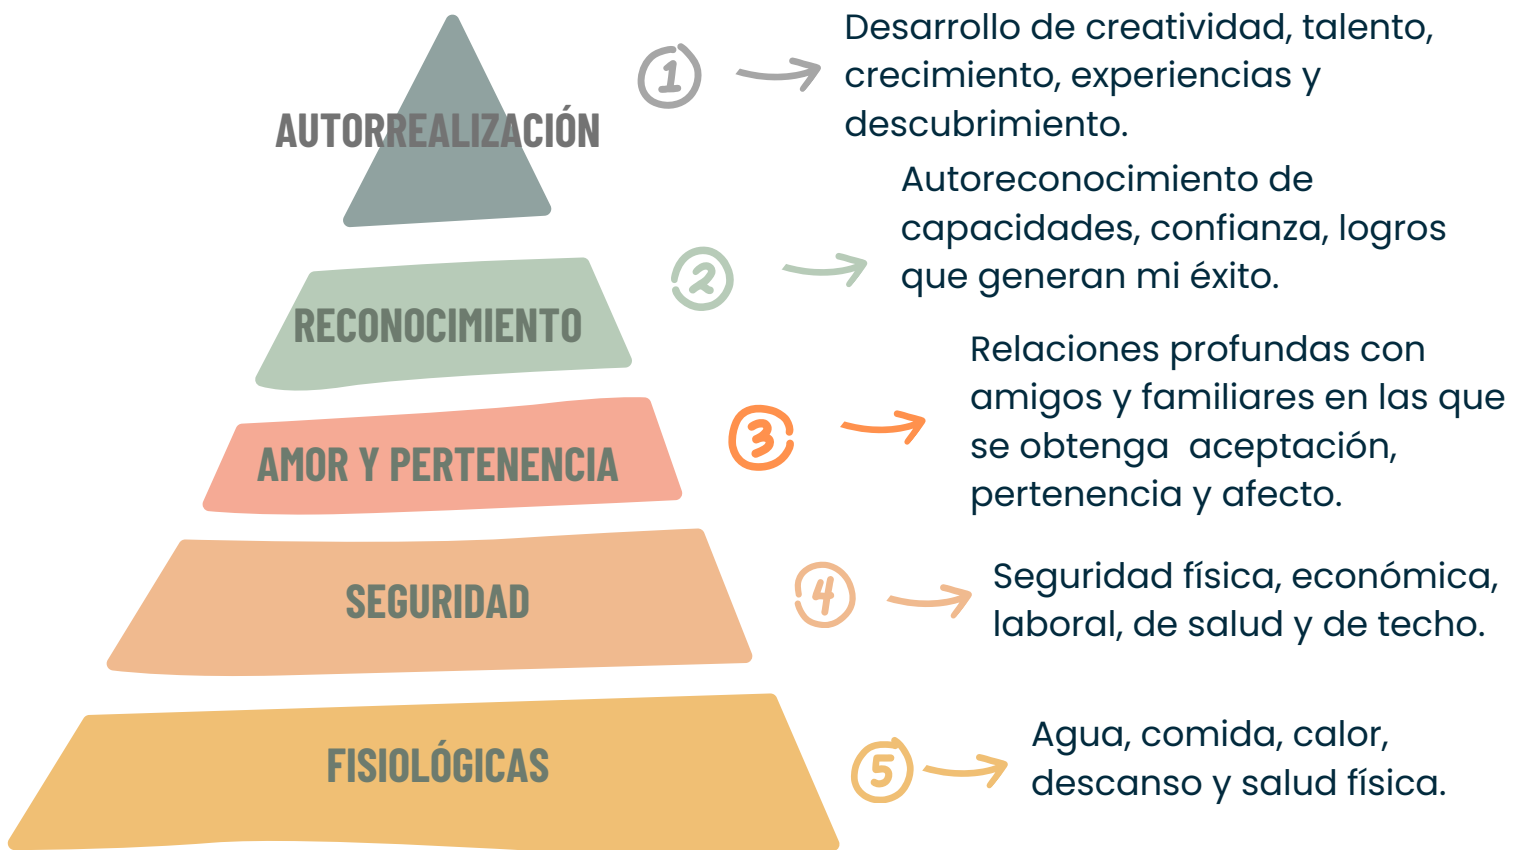 AUTORREALIZACIÓN
1
Desarrollo de creatividad, talento,
crecimiento, experiencias y
descubrimiento.
RECONOCIMIENTO
2
Autoreconocimiento de
capacidades, confianza, logros
que generan mi éxito.
AMOR Y PERTENENCIA
3
Relaciones profundas con
amigos y familiares en las que
se obtenga  aceptación,
pertenencia y afecto.
SEGURIDAD
4
Seguridad física, económica,
laboral, de salud y de techo.
FISIOLÓGICAS
5
Agua, comida, calor,
descanso y salud física.